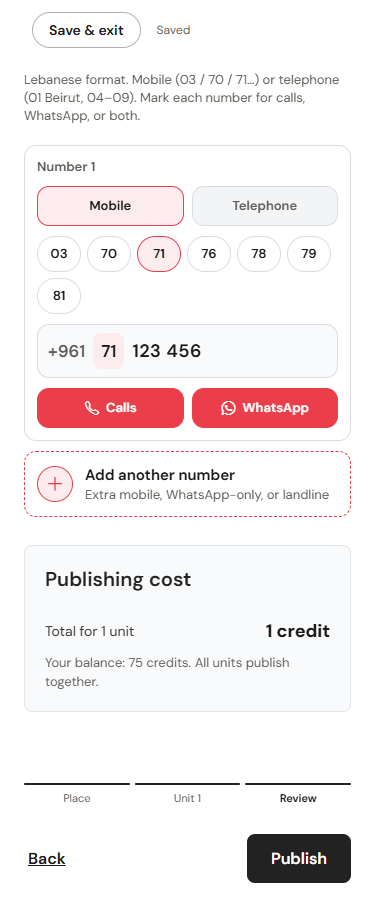 Save & exit
Saved
Lebanese format. Mobile (03 / 70 / 71…) or telephone
(01 Beirut, 04–09). Mark each number for calls,
WhatsApp, or both.
Number 1
Mobile
Telephone
03
70
71
76
78
79
81
+961 71 123 456
Calls
WhatsApp
Add another number
Extra mobile, WhatsApp-only, or landline
Publishing cost
Total for 1 unit
1 credit
Your balance: 75 credits. All units publish
together.
Place
Unit 1
Review
Back
Publish